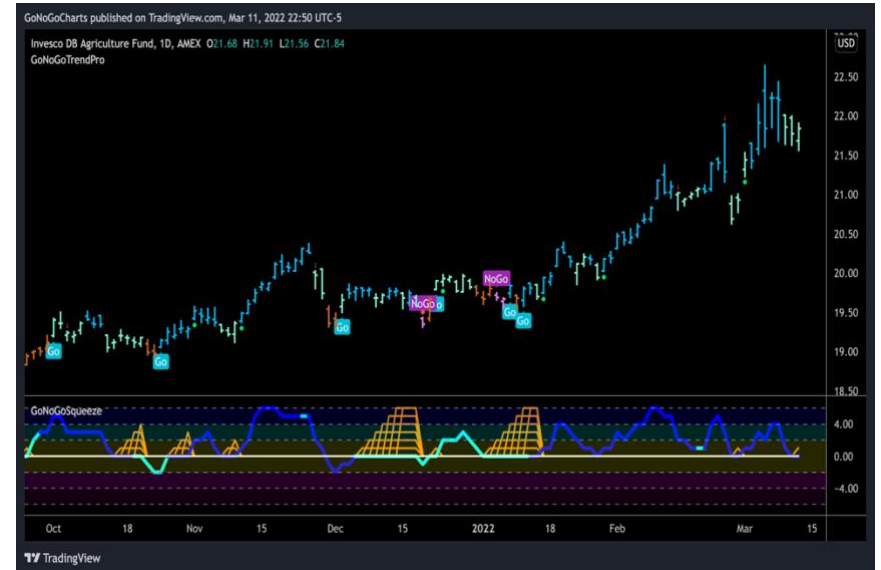 GoNoGoCharts published on TradingView.com, Mar 11, 2022 22:50 UTC-5
Invesco DB Agriculture Fund, 1D, AMEX O21.68 H21.91 L21.56 C21.84
GoNoGoTrendPro
USD
22.50
22.00
21.50
21.00
20.50
20.00
NoGo
NoGo
19.50
Go
Go
Go
19.00
Go
Go
18.50
GoNoGoSqueeze
4.00
0.00
−4.00
Oct 18 Nov 15 Dec 15 2022 18 Feb Mar 15
TradingView